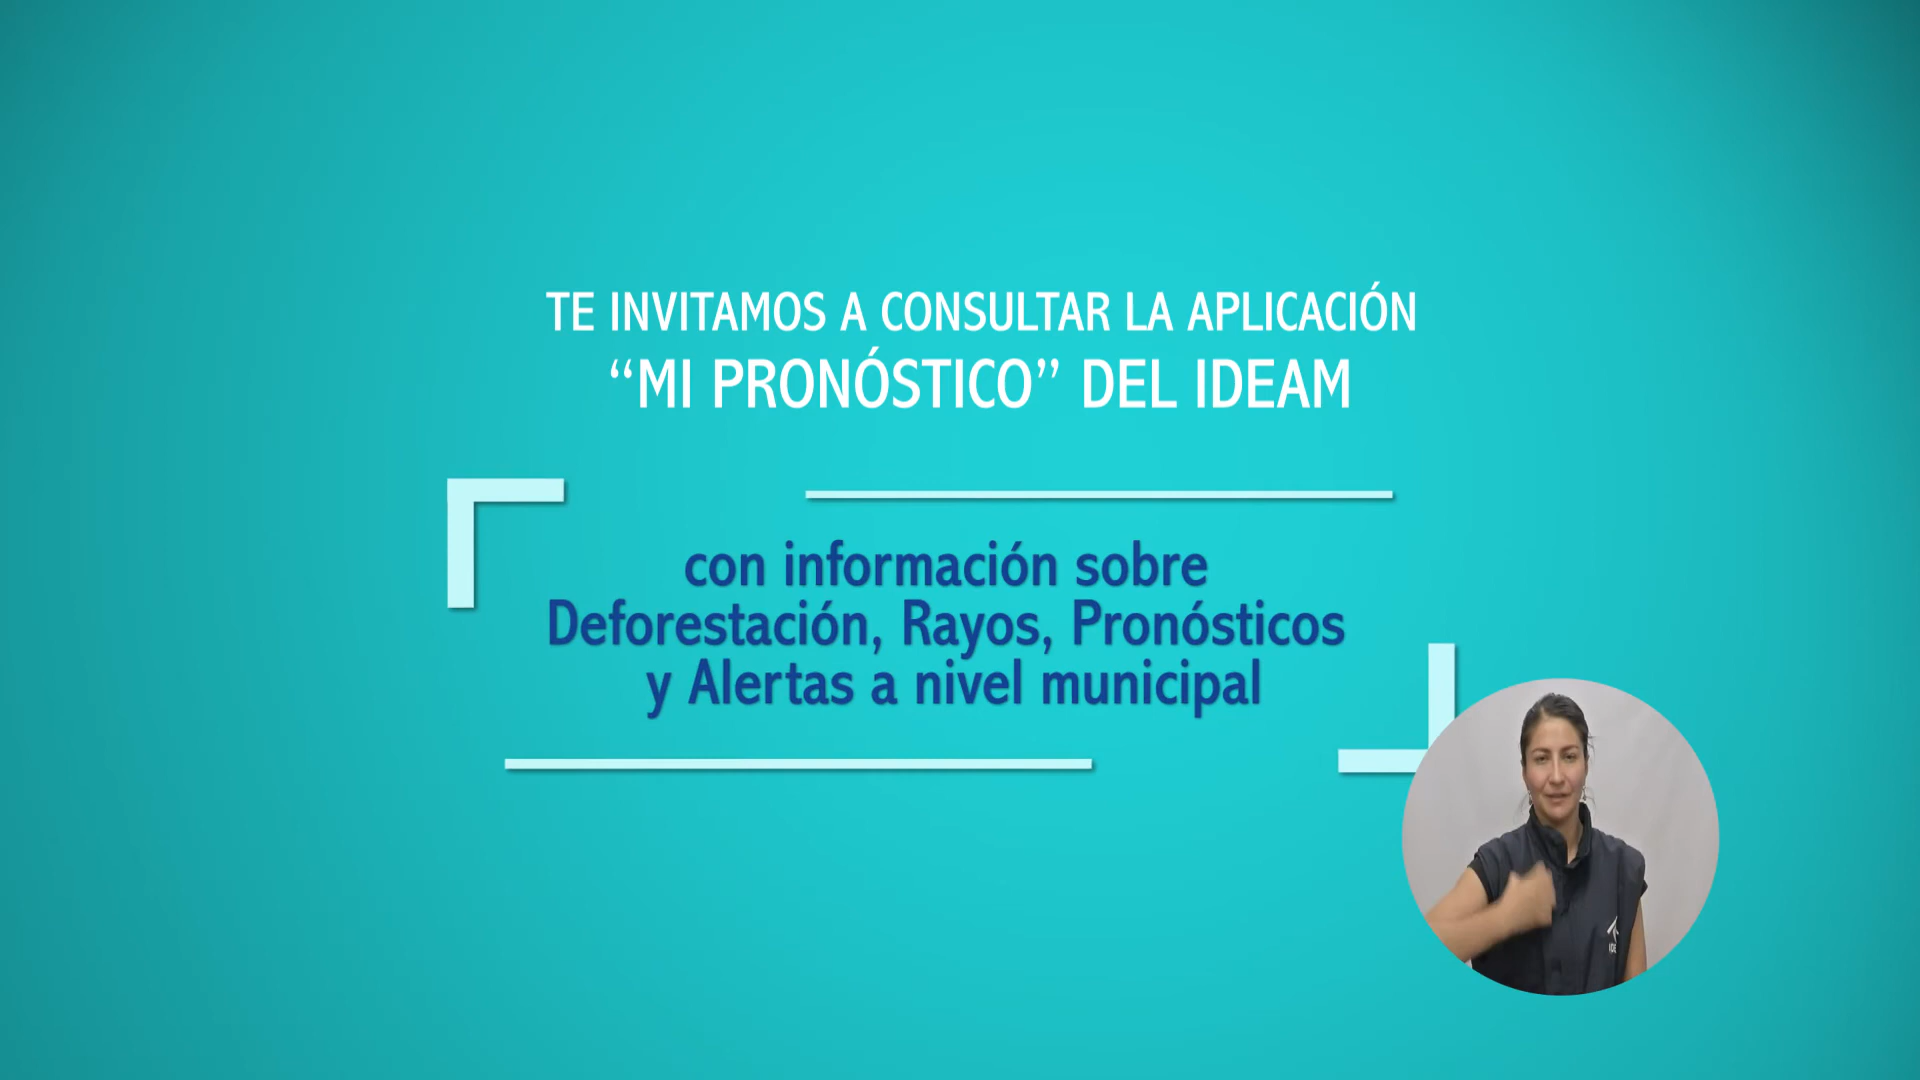 TE INVITAMOS A CONSULTAR LA APLICACIÓN
“MI PRONÓSTICO” DEL IDEAM
con información sobre
Deforestación, Rayos, Pronósticos
y Alertas a nivel municipal